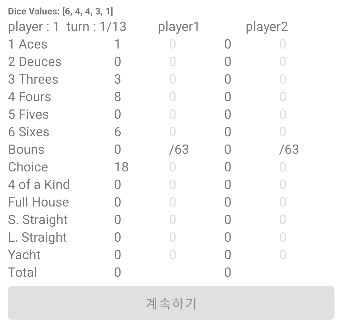 Dice Values: [6, 4, 4, 3, 1]
player : 1 turn : 1/13 player1 player2
1 Aces 1 0 0 0
2 Deuces 0 0 0 0
3 Threes 3 0 0 0
4 Fours 8 0 0 0
5 Fives 0 0 0 0
6 Sixes 6 0 0 0
Bouns 0 /63 0 /63
Choice 18 0 0 0
4 of a Kind 0 0 0 0
Full House 0 0 0 0
S. Straight 0 0 0 0
L. Straight 0 0 0 0
Yacht 0 0 0 0
Total 0 0
계속하기